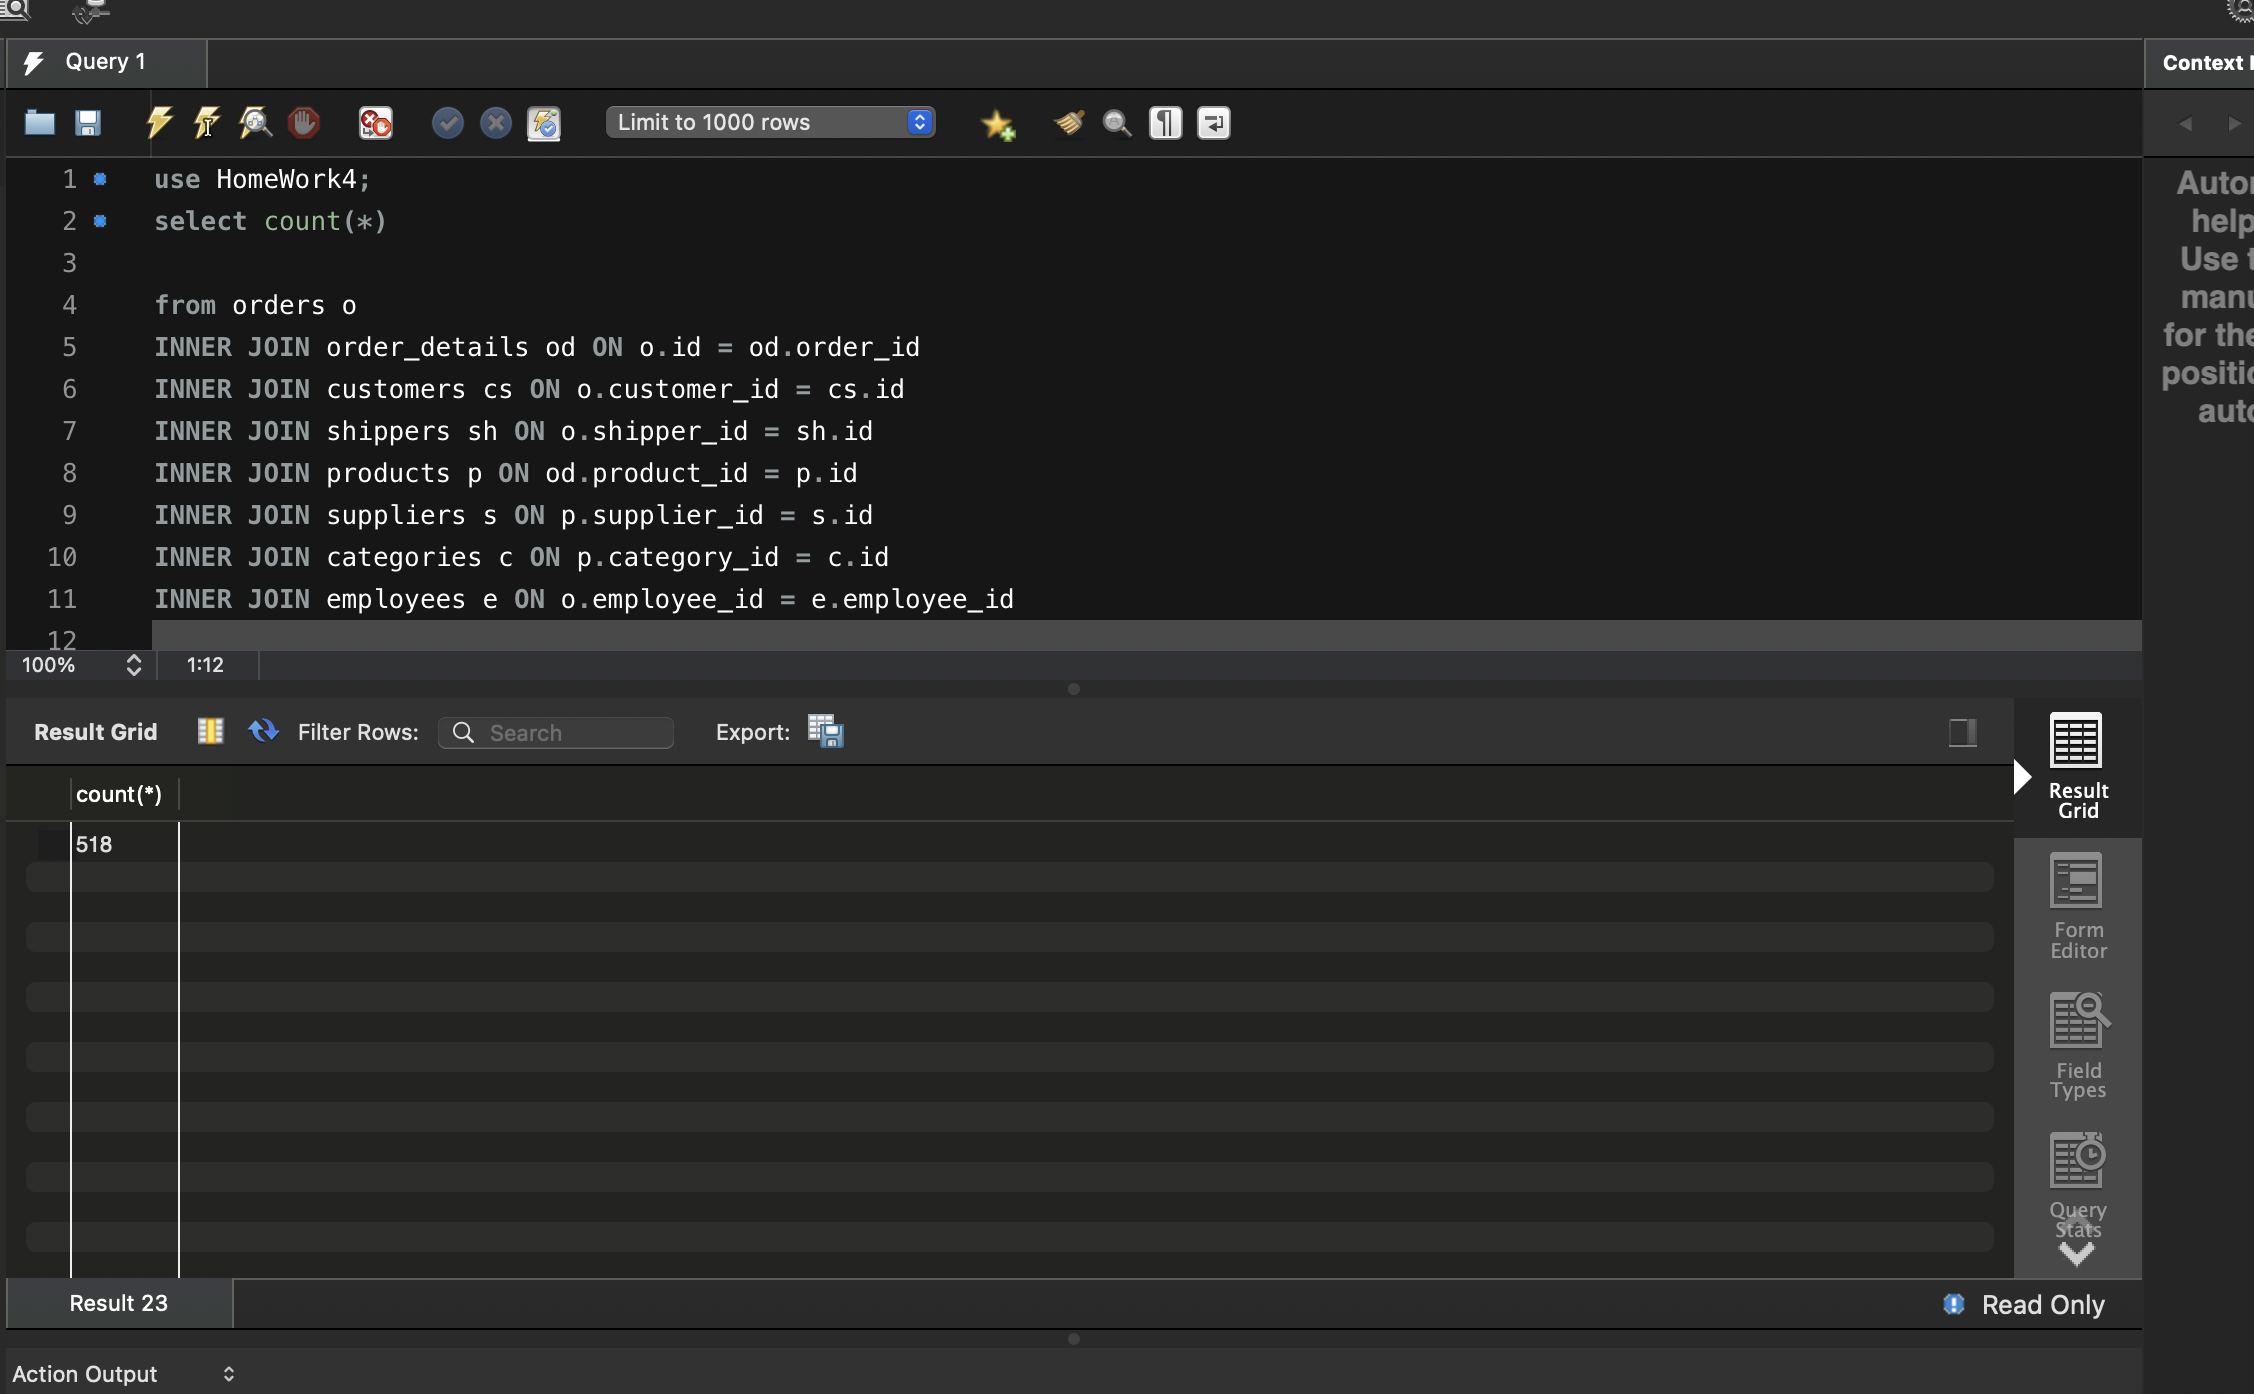 Query 1
Context
Limit to 1000 rows
1 use HomeWork4;
2 select count(*)
3
4 from orders o
5 INNER JOIN order_details od ON o.id = od.order_id
6 INNER JOIN customers cs ON o.customer_id = cs.id
7 INNER JOIN shippers sh ON o.shipper_id = sh.id
8 INNER JOIN products p ON od.product_id = p.id
9 INNER JOIN suppliers s ON p.supplier_id = s.id
10 INNER JOIN categories c ON p.category_id = c.id
11 INNER JOIN employees e ON o.employee_id = e.employee_id
12
help
Use
for
100% 1:12
Result Grid Filter Rows: Search Export:
count(*)
518
Result
Grid
Form
Editor
Field
Types
Query
Stats
Result 23
Read Only
Action Output